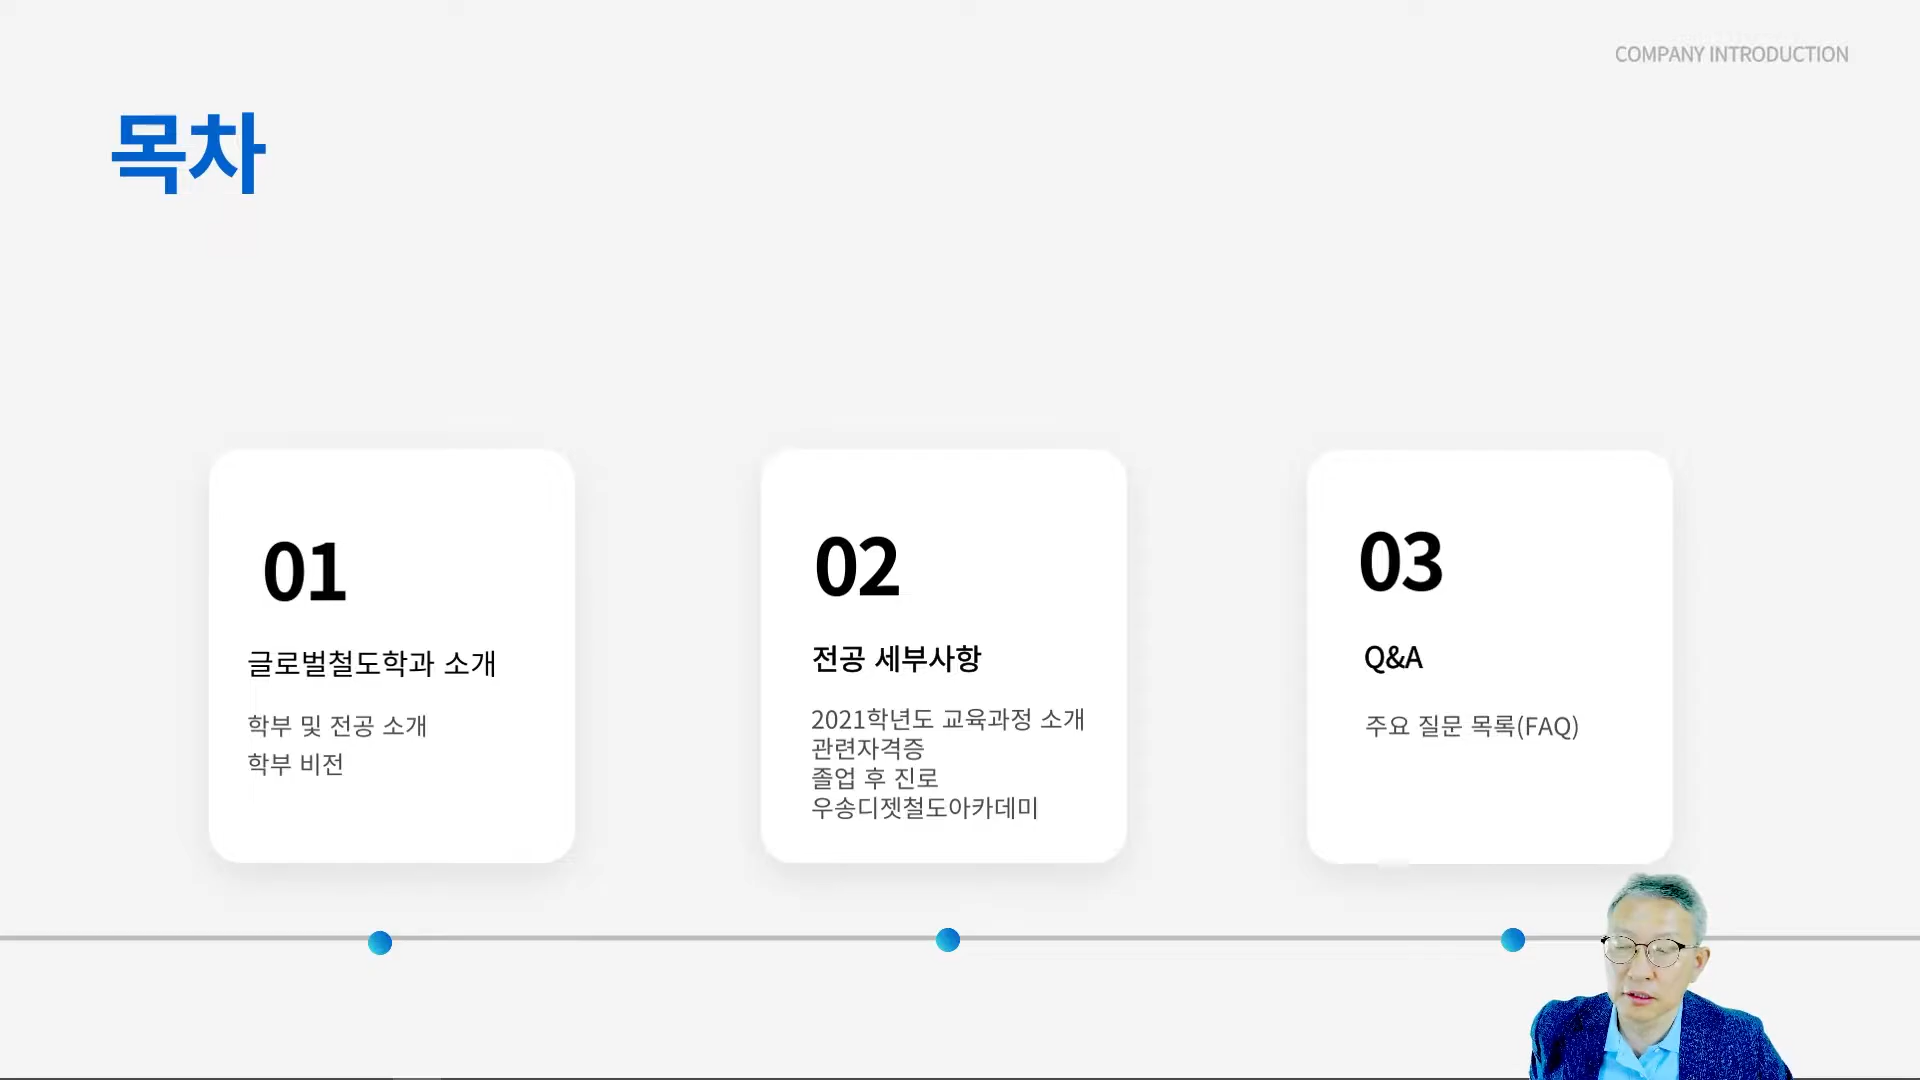 COMPANY INTRODUCTION
목차
01
글로벌철도학과 소개
학부 및 전공 소개
학부 비전
02
전공 세부사항
2021학년도 교육과정 소개
관련자격증
졸업 후 진로
우송디젯철도아카데미
03
Q&A
주요 질문 목록(FAQ)